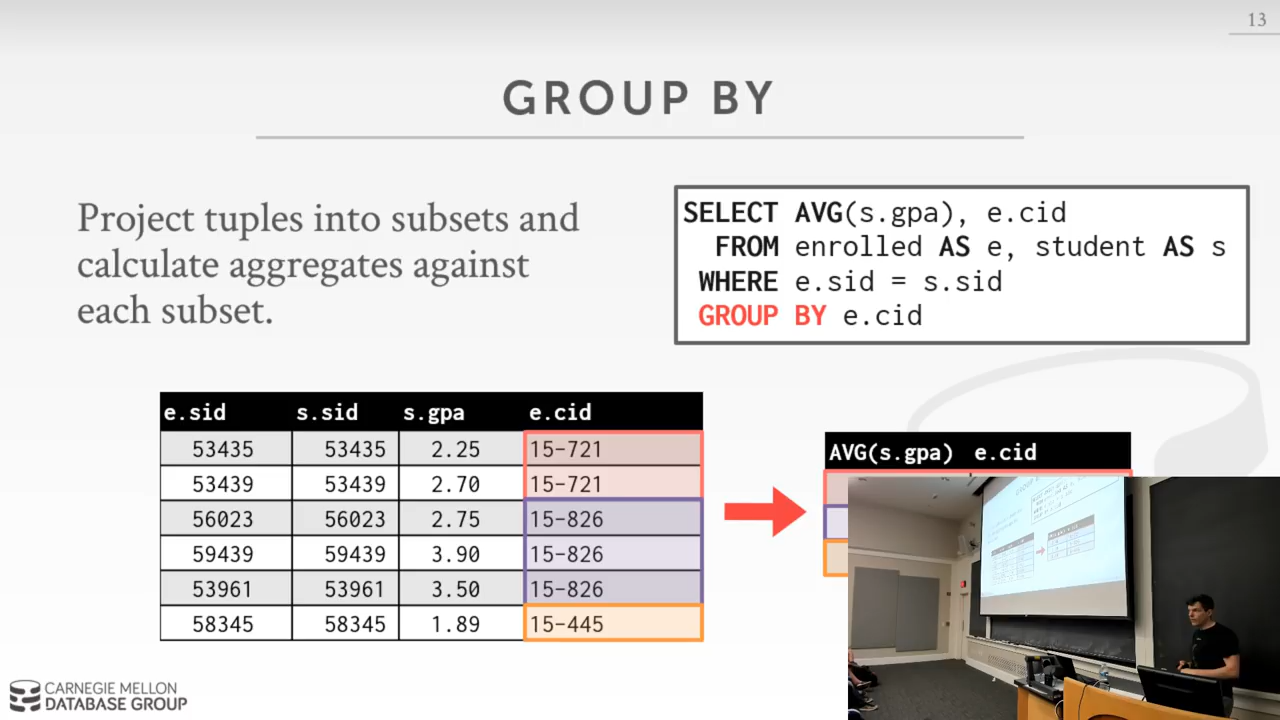 13
GROUP BY
Project tuples into subsets and
calculate aggregates against
each subset.
SELECT AVG(s.gpa), e.cid
FROM enrolled AS e, student AS s
WHERE e.sid = s.sid
GROUP BY e.cid
e.sid s.sid s.gpa e.cid
53435 53435 2.25 15-721
53439 53439 2.70 15-721
56023 56023 2.75 15-826
59439 59439 3.90 15-826
53961 53961 3.50 15-826
58345 58345 1.89 15-445
AVG(s.gpa) e.cid
CARNEGIE MELLON
DATABASE GROUP